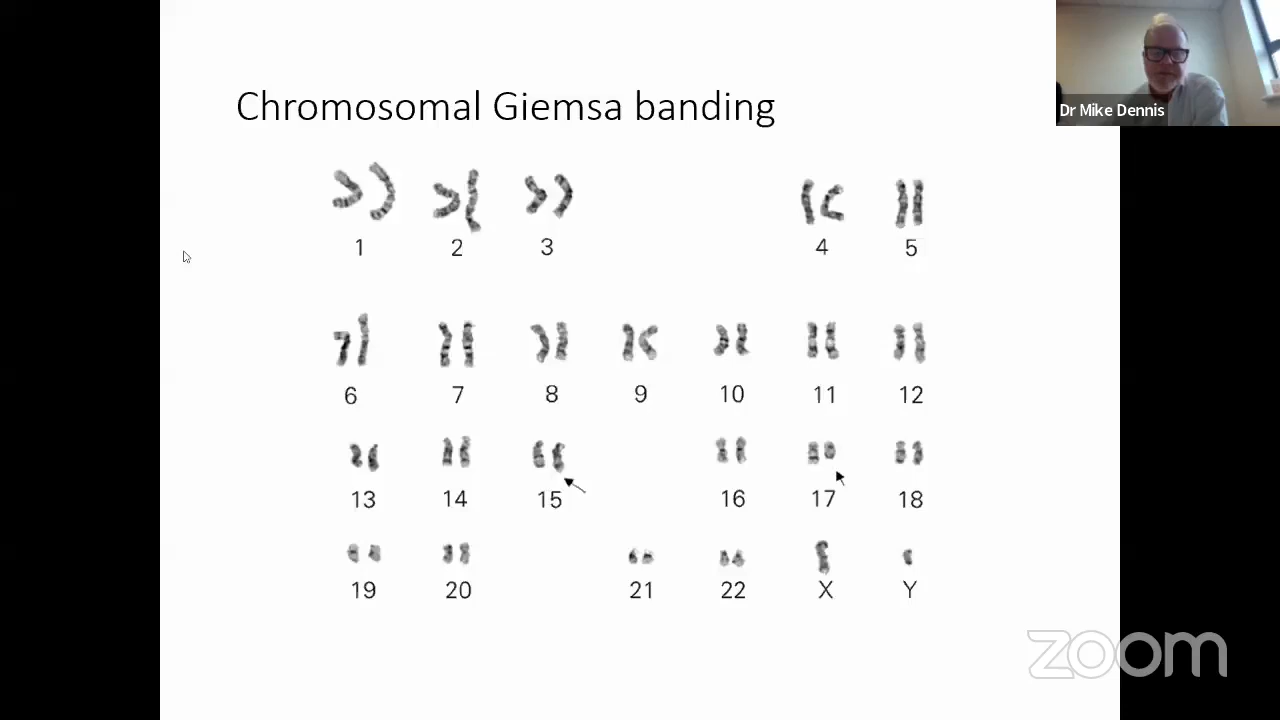 Chromosomal Giemsa banding
Dr Mike Dennis
1 2 3 4 5
6 7 8 9 10 11 12
13 14 15 16 17 18
19 20 21 22 X Y
zoom